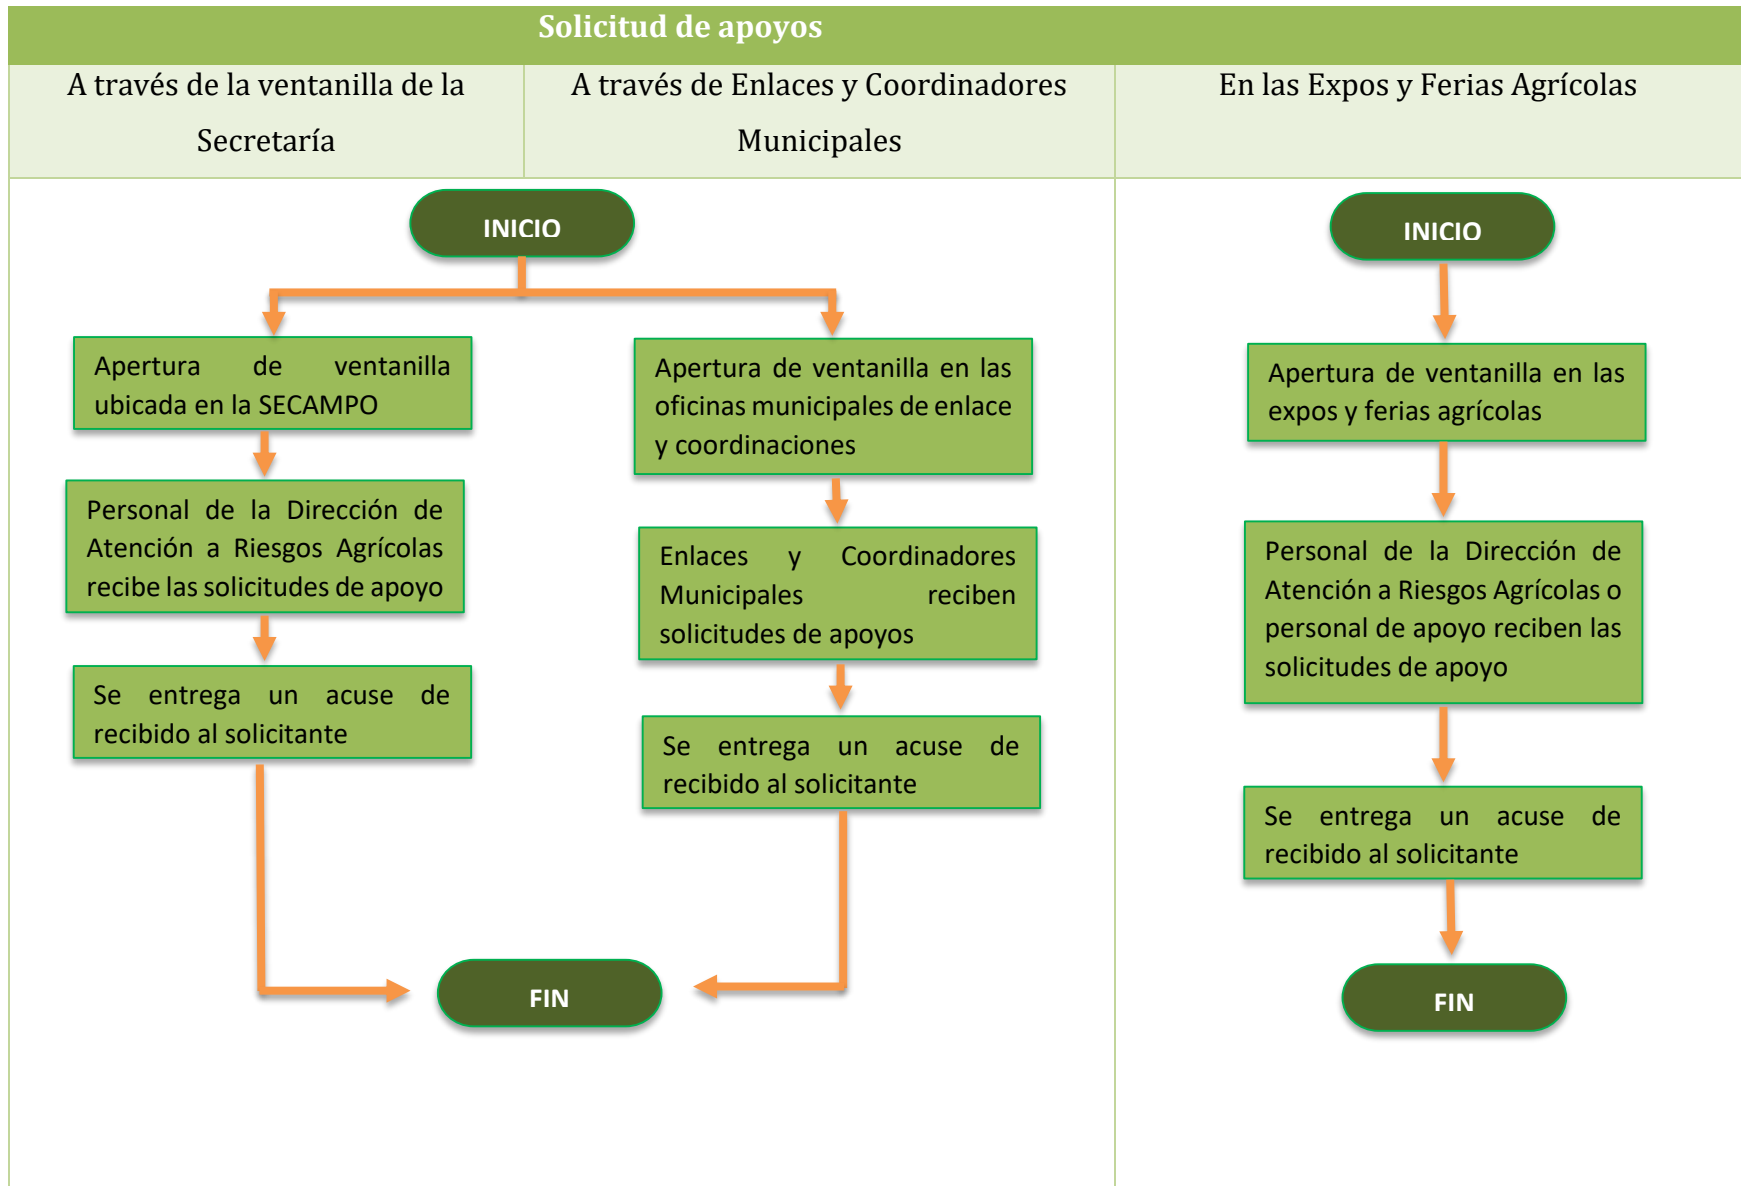 Solicitud de apoyos
A través de la ventanilla de la
Secretaría
A través de Enlaces y Coordinadores
Municipales
En las Expos y Ferias Agrícolas
INICIO
Apertura de ventanilla
ubicada en la SECAMPO
Personal de la Dirección de
Atención a Riesgos Agrícolas
recibe las solicitudes de apoyo
Se entrega un acuse de
recibido al solicitante
Apertura de ventanilla en las
oficinas municipales de enlace
y coordinaciones
Enlaces y Coordinadores
Municipales reciben
solicitudes de apoyos
Se entrega un acuse de
recibido al solicitante
FIN
INICIO
Apertura de ventanilla en las
expos y ferias agrícolas
Personal de la Dirección de
Atención a Riesgos Agrícolas o
personal de apoyo reciben las
solicitudes de apoyo
Se entrega un acuse de
recibido al solicitante
FIN